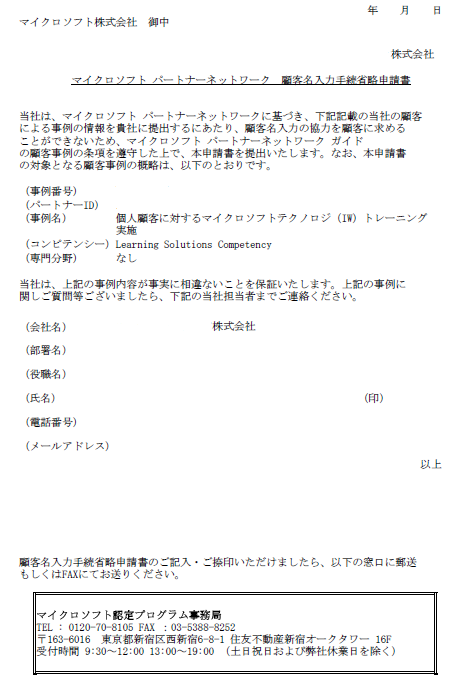 年　　月　　日
マイクロソフト株式会社　御中
株式会社
マイクロソフト パートナーネットワーク　顧客名入力手続省略申請書
当社は、マイクロソフト パートナーネットワークに基づき、下記記載の当社の顧客
による事例の情報を貴社に提出するにあたり、顧客名入力の協力を顧客に求める
ことができないため、マイクロソフト パートナーネットワーク ガイド
の顧客事例の条項を遵守した上で、本申請書を提出いたします。なお、本申請書
の対象となる顧客事例の概略は、以下のとおりです。
（事例番号）
（パートナーID）
（事例名）　個人顧客に対するマイクロソフトテクノロジ（IW）トレーニング
実施
（コンピテンシー）Learning Solutions Competency
（専門分野）　なし
当社は、上記の事例内容が事実に相違ないことを保証いたします。上記の事例に
関しご質問等ございましたら、下記の当社担当者までご連絡ください。
（会社名）　株式会社
（部署名）
（役職名）
（氏名）　（印）
（電話番号）
（メールアドレス）
以上
顧客名入力手続省略申請書のご記入・ご捺印いただけましたら、以下の窓口に郵送
もしくはFAXにてお送りください。
マイクロソフト認定プログラム事務局
TEL : 0120-70-8105 FAX : 03-5388-8252
〒163-6016　東京都新宿区西新宿6-8-1 住友不動産新宿オークタワー 16F
受付時間 9:30～12:00 13:00～19:00　（土日祝日および弊社休業日を除く）